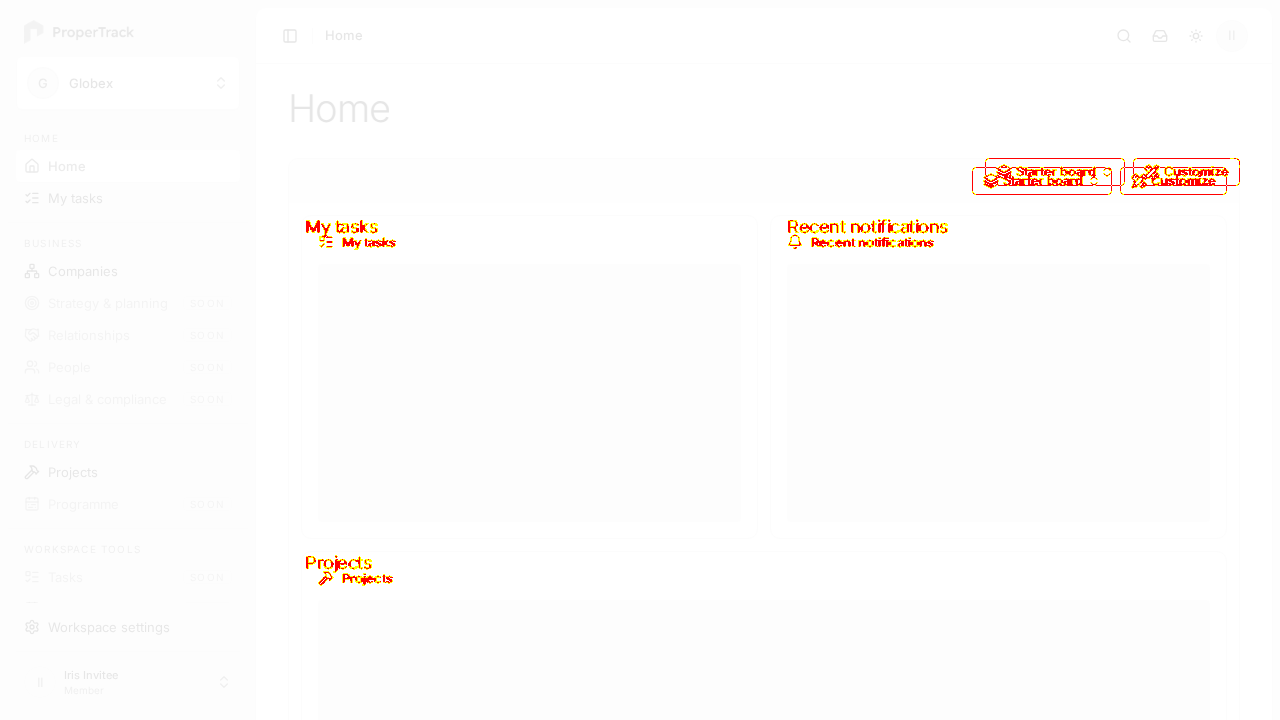 ProperTrack
Home
II
G
Globex
Home
HOME
Home
My tasks
Starter board
Customize
Starter board
Customize
My tasks
My tasks
Recent notifications
Recent notifications
BUSINESS
Companies
Strategy & planning SOON
Relationships SOON
People SOON
Legal & compliance SOON
DELIVERY
Projects
Programme SOON
WORKSPACE TOOLS
Tasks SOON
Projects
Projects
Workspace settings
II
Iris Invitee
Member